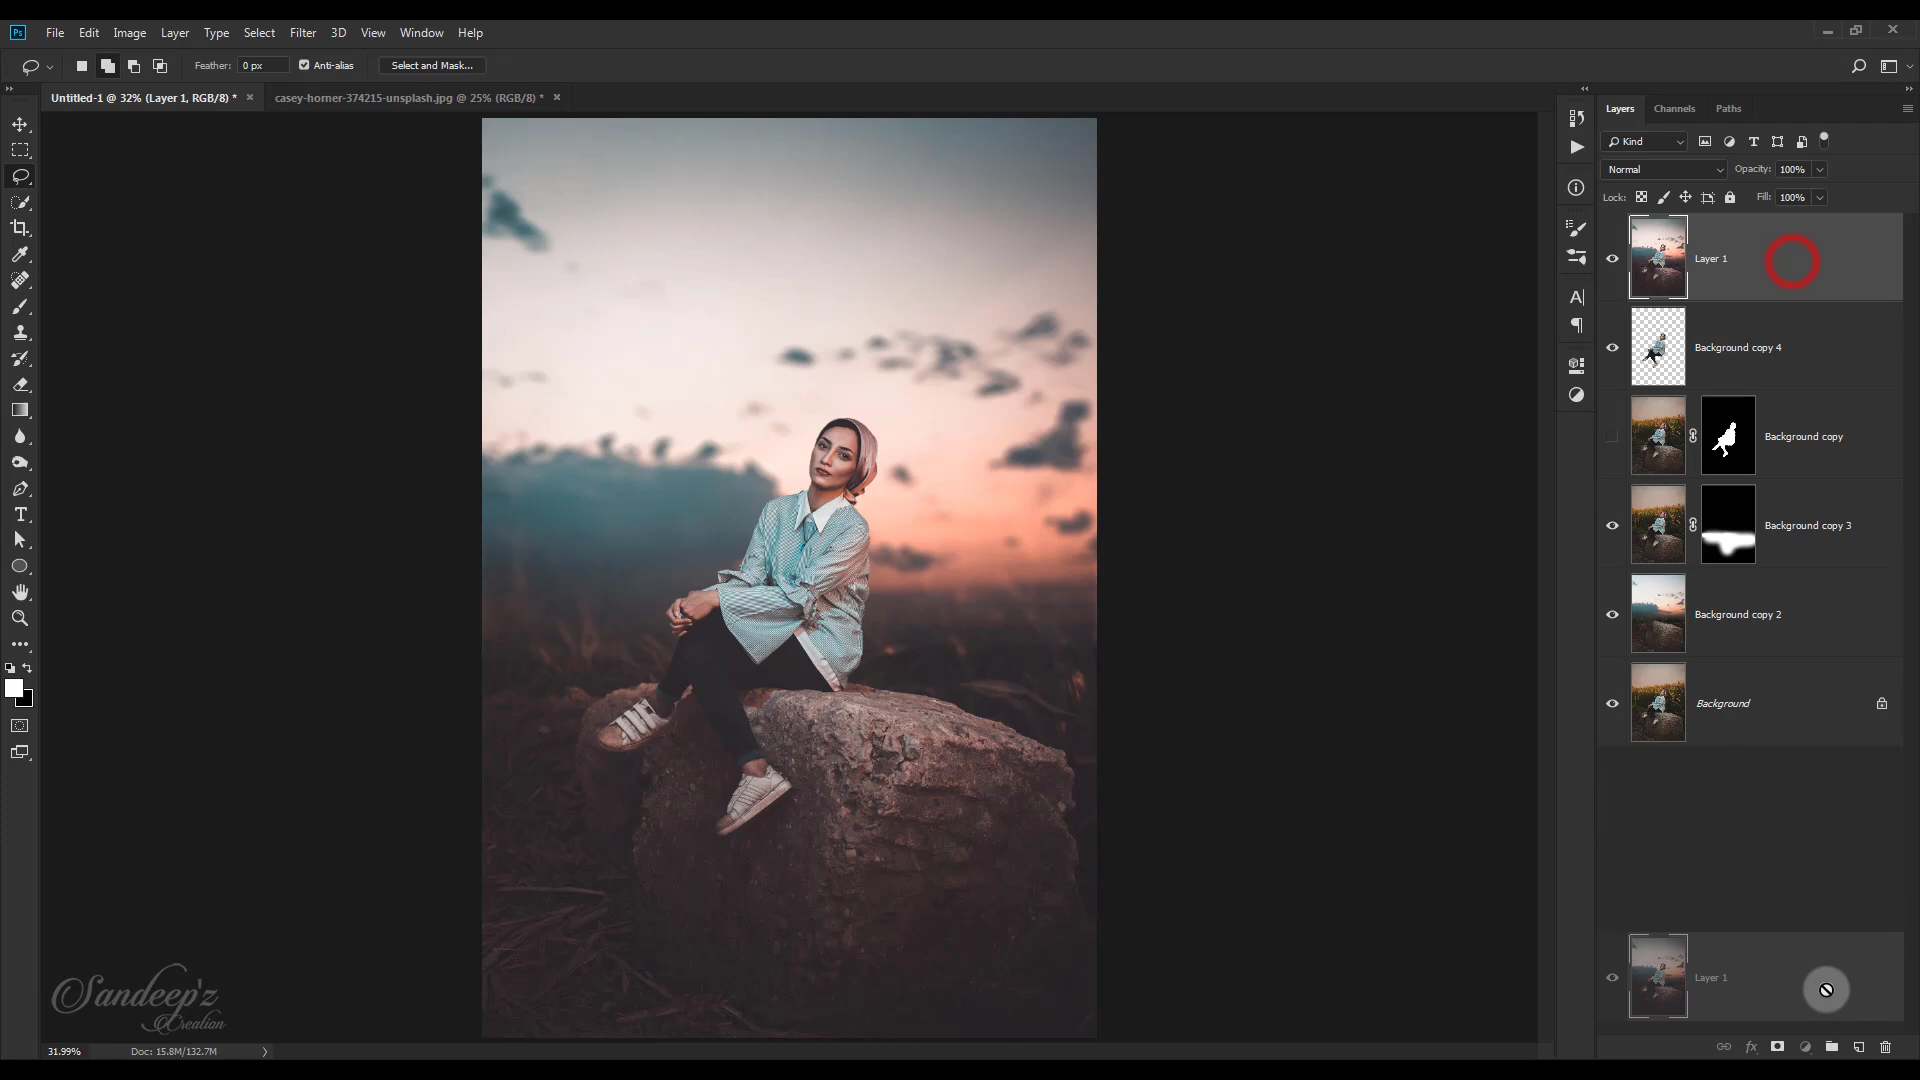 Ps File Edit Image Layer Type Select Filter 3D View Window Help
Feather: 0 px Anti-alias Select and Mask...
Untitled-1 @ 32% (Layer 1, RGB/8) * × casey-horner-374215-unsplash.jpg @ 25% (RGB/8) * ×
Layers Channels Paths
Kind
Normal Opacity: 100%
Lock: Fill: 100%
Layer 1
Background copy 4
Background copy
Background copy 3
Background copy 2
Background
Layer 1
Sandeep'z
Creation
31.99% Doc: 15.8M/132.7M